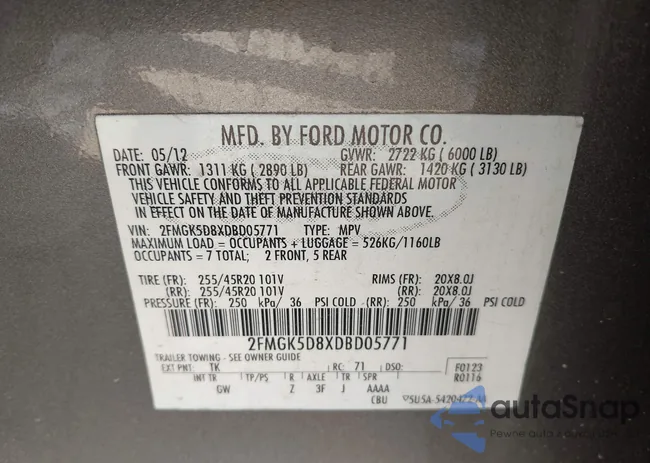 MFD. BY FORD MOTOR CO.
DATE: 05/12 GVWR: 2722 KG ( 6000 LB)
FRONT GAWR: 1311 KG ( 2890 LB) REAR GAWR: 1420 KG ( 3130 LB)
THIS VEHICLE CONFORMS TO ALL APPLICABLE FEDERAL MOTOR
VEHICLE SAFETY AND THEFT PREVENTION STANDARDS
IN EFFECT ON THE DATE OF MANUFACTURE SHOWN ABOVE.
VIN: 2FMGK5D8XDBD05771 TYPE: MPV
MAXIMUM LOAD = OCCUPANTS + LUGGAGE = 526KG/1160LB
OCCUPANTS = 7 TOTAL; 2 FRONT, 5 REAR
TIRE (FR): 255/45R20 101V RIMS (FR): 20X8.0J
(RR): 255/45R20 101V (RR): 20X8.0J
PRESSURE (FR): 250 kPa/ 36 PSI COLD (RR): 250 kPa/ 36 PSI COLD
2FMGK5D8XDBD05771
TRAILER TOWING - SEE OWNER GUIDE
EXT PNT: TK RC: 71 DSO: F0123
INT TR TP/PS R AXLE TR SPR R0116
GW Z 3F J AAAA
CBU
autaSnap
Pewne auta z